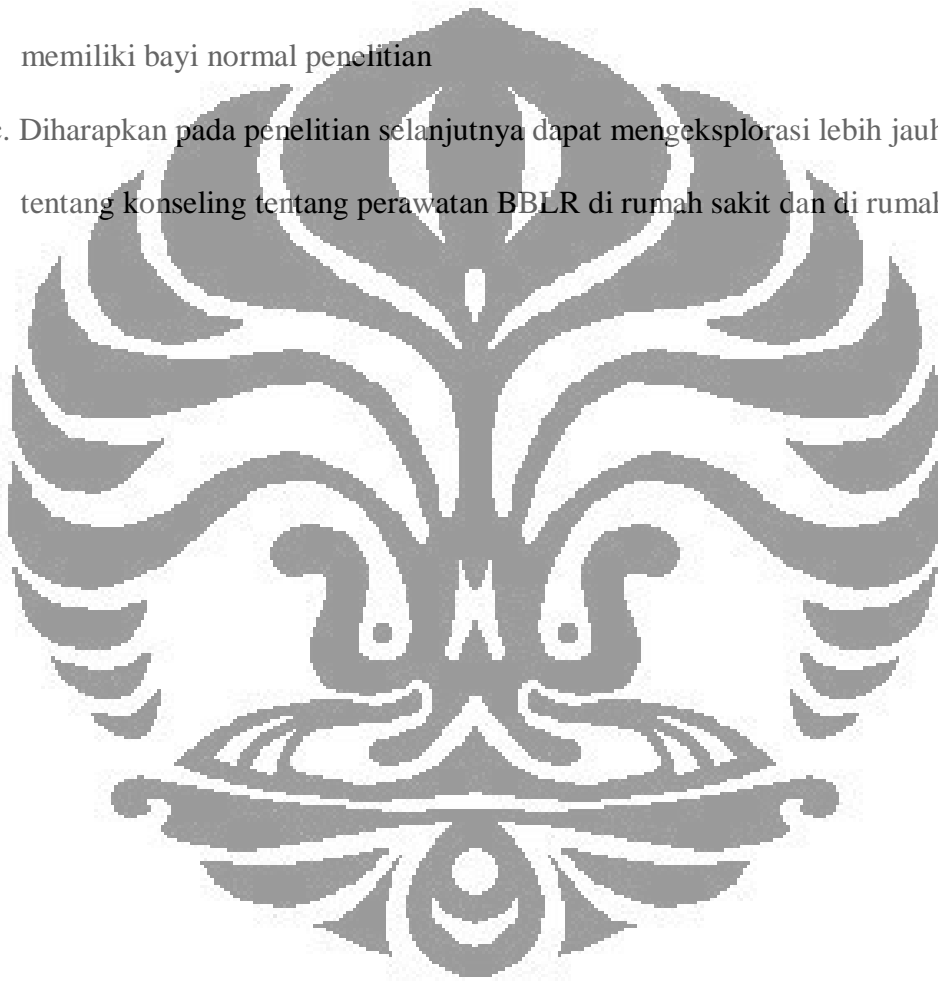 memiliki bayi normal penelitian
c. Diharapkan pada penelitian selanjutnya dapat mengeksplorasi lebih jauh
tentang konseling tentang perawatan BBLR di rumah sakit dan di rumah